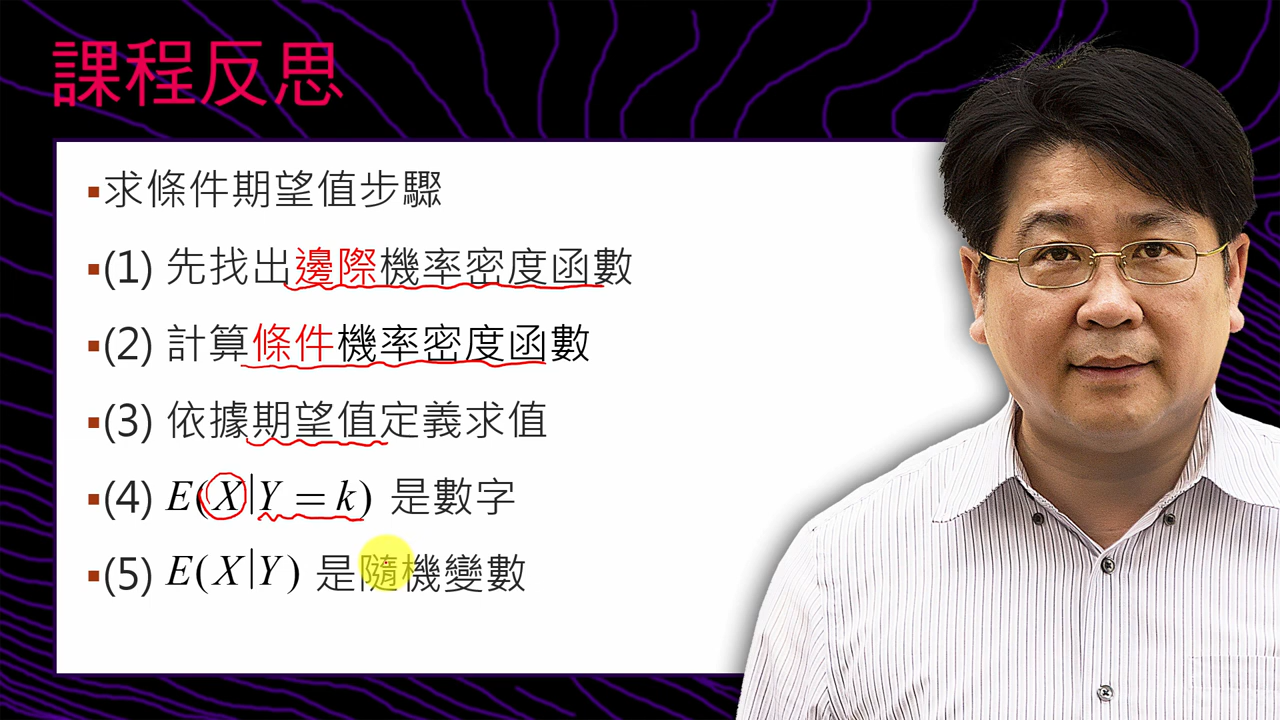 課程反思
▪求條件期望值步驟
▪(1) 先找出邊際機率密度函數
▪(2) 計算條件機率密度函數
▪(3) 依據期望值定義求值
▪(4) E(X|Y = k) 是數字
▪(5) E(X|Y) 是隨機變數